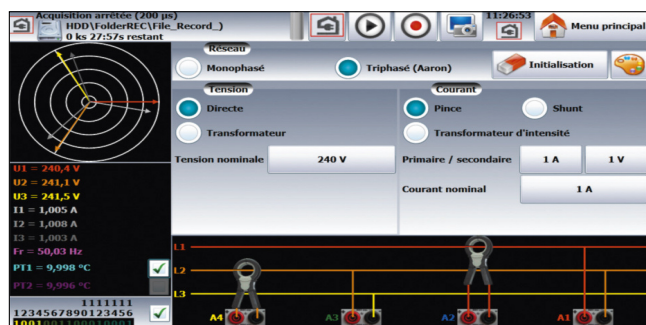 Acquisition arrêtée (200 µs)
HDD\FolderREC\File_Record_)
0 ks 27:57s restant
11:26:53
Menu principal
Réseau
Monophasé
Triphasé (Aaron)
Initialisation
Tension
Courant
Directe
Pince
Shunt
Transformateur
Transformateur d'intensité
Tension nominale
240 V
Primaire / secondaire
1 A
1 V
Courant nominal
1 A
U1 = 240,4 V
U2 = 241,1 V
U3 = 241,5 V
I1 = 1,005 A
I2 = 1,008 A
I3 = 1,003 A
Fr = 50,03 Hz
PT1 = 9,998 °C
PT2 = 9,996 °C
1111111
1234567890123456
1001001100010001
L1
L2
L3
A4
A3
A2
A1